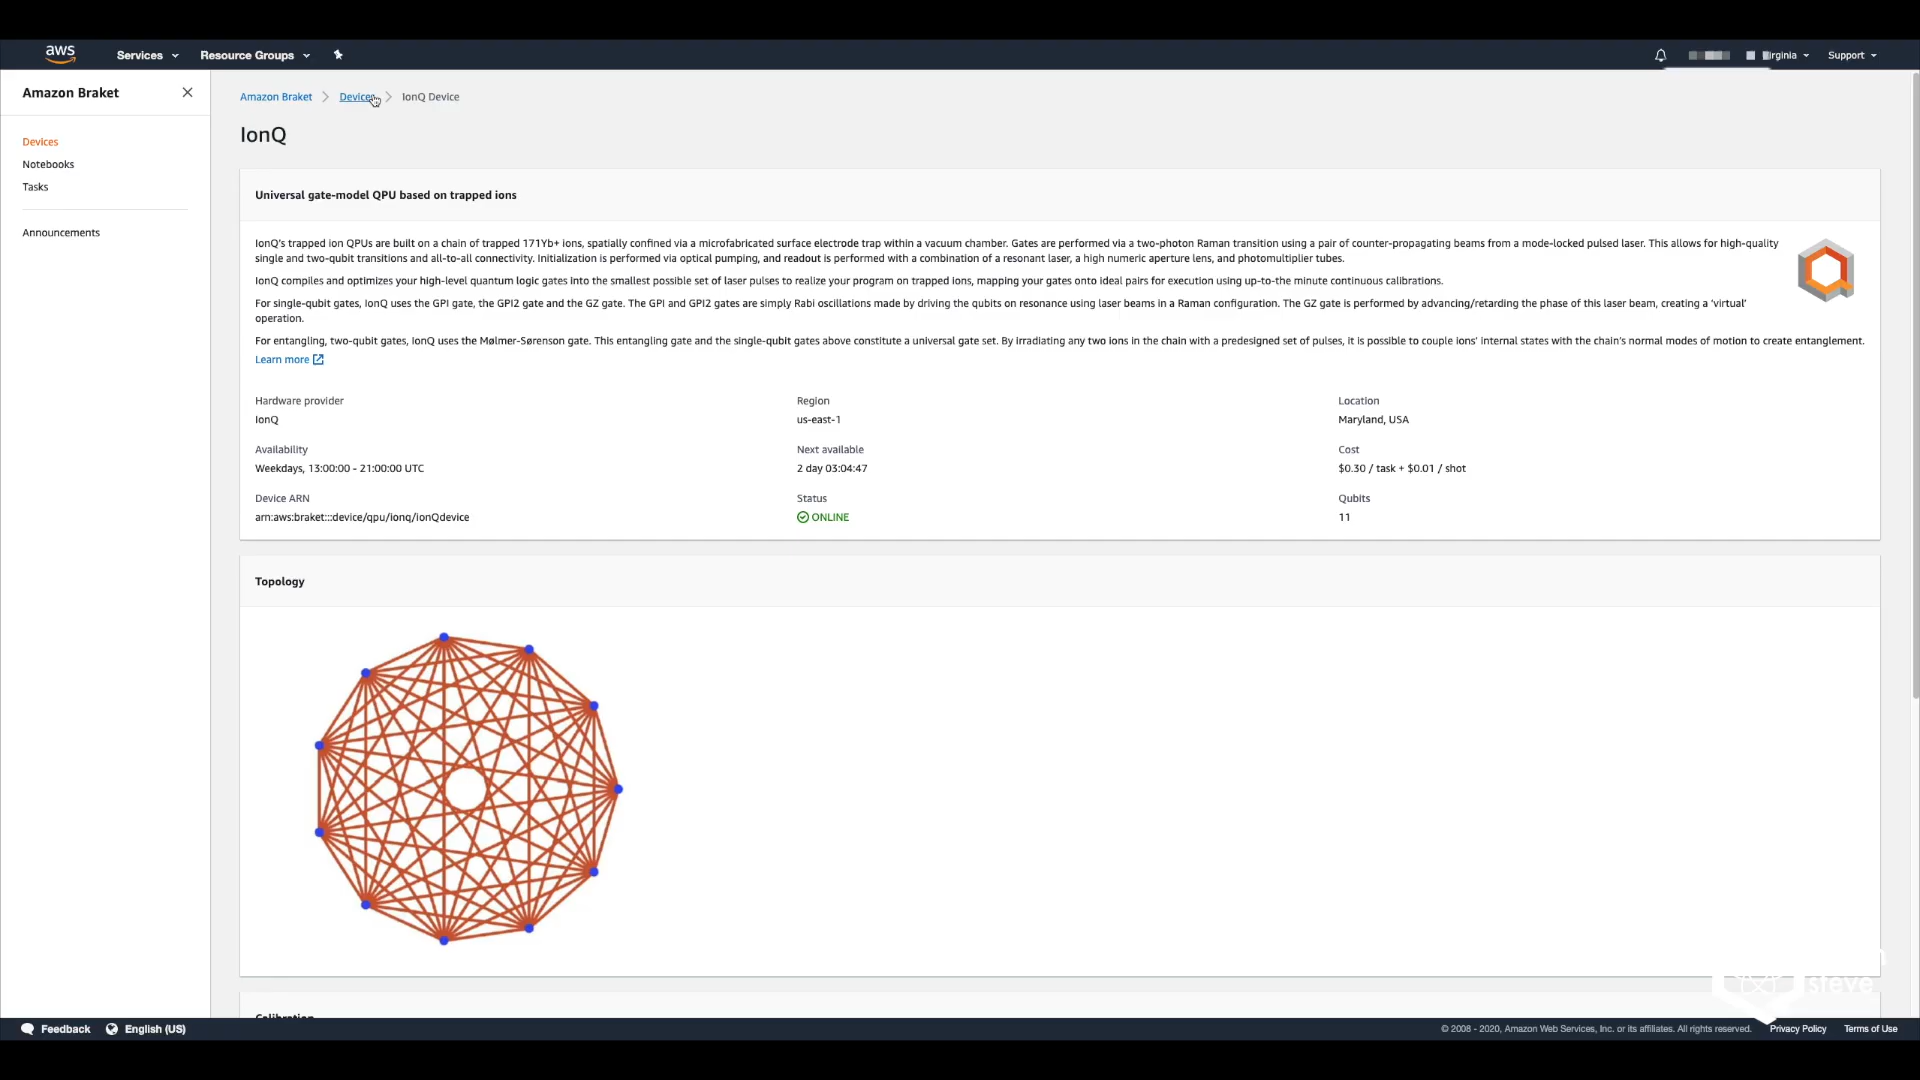 aws
Services
Resource Groups
Support
Amazon Braket
Devices
Notebooks
Tasks
Announcements
Amazon Braket
Devices
IonQ Device
IonQ
Universal gate-model QPU based on trapped ions
IonQ's trapped ion QPUs are built on a chain of trapped 171Yb+ ions, spatially confined via a microfabricated surface electrode trap within a vacuum chamber. Gates are performed via a two-photon Raman transition using a pair of counter-propagating beams from a mode-locked pulsed laser. This allows for high-quality
single and two-qubit transitions and all-to-all connectivity. Initialization is performed via optical pumping, and readout is performed with a combination of a resonant laser, a high numeric aperture lens, and photomultiplier tubes.
IonQ compiles and optimizes your high-level quantum logic gates into the smallest possible set of laser pulses to realize your program on trapped ions, mapping your gates onto ideal pairs for execution using up-to-the minute continuous calibrations.
For single-qubit gates, IonQ uses the GPI gate, the GPI2 gate and the GZ gate. The GPI and GPI2 gates are simply Rabi oscillations made by driving the qubits on resonance using laser beams in a Raman configuration. The GZ gate is performed by advancing/retarding the phase of this laser beam, creating a 'virtual'
operation.
For entangling, two-qubit gates, IonQ uses the Mølmer-Sørenson gate. This entangling gate and the single-qubit gates above constitute a universal gate set. By irradiating any two ions in the chain with a predesigned set of pulses, it is possible to couple ions' internal states with the chain's normal modes of motion to create entanglement.
Learn more
Hardware provider
IonQ
Region
us-east-1
Location
Maryland, USA
Availability
Weekdays, 13:00:00 - 21:00:00 UTC
Next available
2 day 03:04:47
Cost
$0.30 / task + $0.01 / shot
Device ARN
arn:aws:braket:::device/qpu/ionq/ionQdevice
Status
ONLINE
Qubits
11
Topology
Calibration
steve
Feedback
English (US)
© 2008 - 2020, Amazon Web Services, Inc. or its affiliates. All rights reserved.
Privacy Policy
Terms of Use